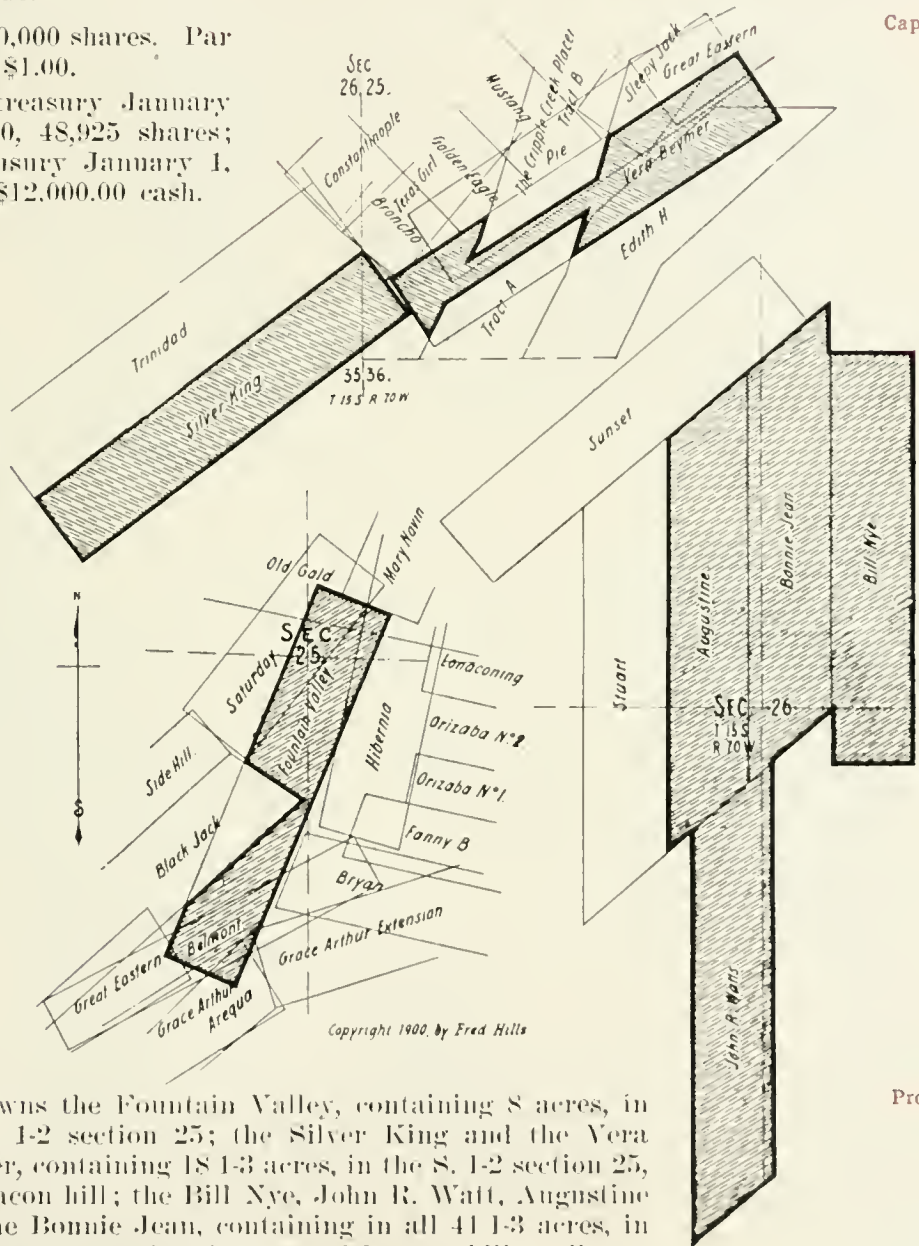 0,000 shares. Par
$1.00.
reasury January
0, 48,925 shares;
asury January 1,
$12,000.00 cash.
Cap
SEC
26 25.
Constantinople
Texas Girl
Broncho
Golden Eagle
Mustang
The Cripple Creek Placer
Tract B
Pie
Sleepy Jack
Great Eastern
Vera Beymer
Edith H
Tract A
Trinidad
Silver King
35 36.
T 15 S R 70 W
Sunset
Augustine
Bonnie Jean
Bill Nye
Stuart
SEC 26
T 15 S
R 70 W
John R Watts
N
S
Old Gold
Mary Navin
SEC
25
Saturday
Fountain Valley
Hibernia
Lonaconing
Orizaba No 2
Orizaba No 1.
Fanny B
Side Hill
Black Jack
Bryan
Belmont
Grace Arthur Extension
Great Eastern
Grace Arthur
Arequa
Copyright 1900, by Fred Hills
wns the Fountain Valley, containing 8 acres, in
1-2 section 25; the Silver King and the Vera
er, containing 18 1-3 acres, in the S. 1-2 section 25,
acon hill; the Bill Nye, John R. Watt, Augustine
ne Bonnie Jean, containing in all 41 1-3 acres, in
Pro